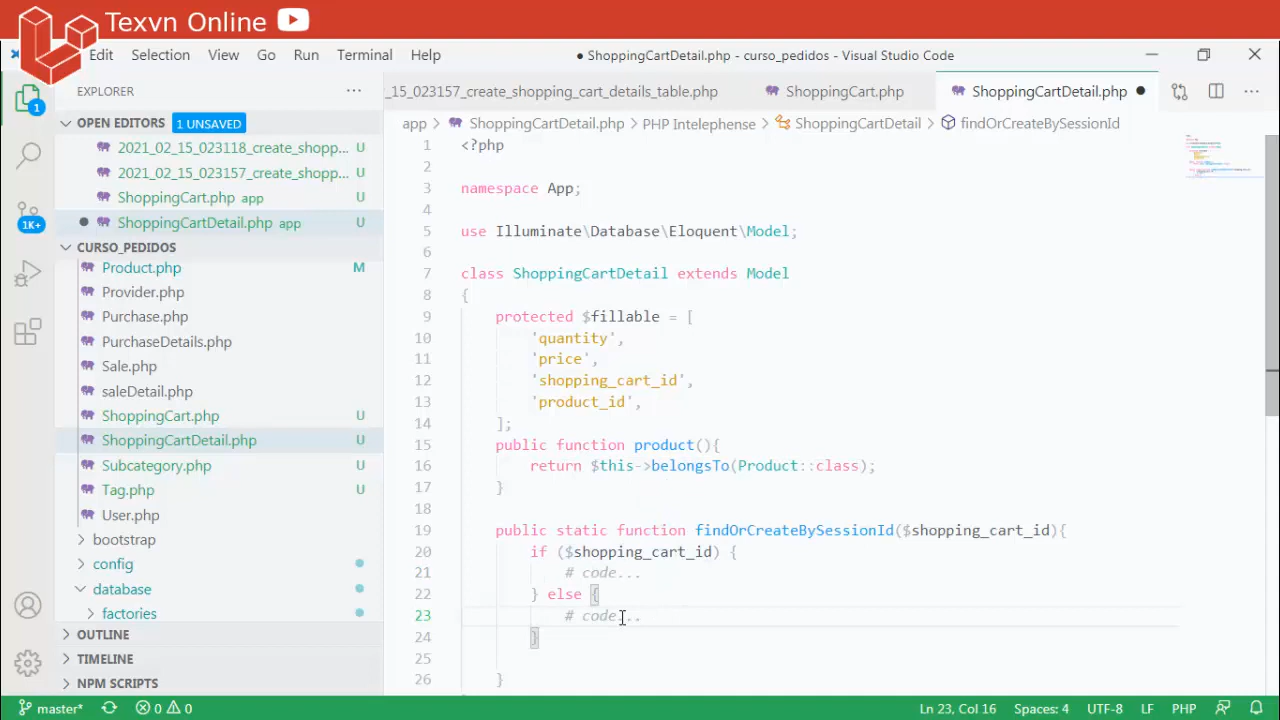 Texvn Online
Edit Selection View Go Run Terminal Help
● ShoppingCartDetail.php - curso_pedidos - Visual Studio Code
EXPLORER
_15_023157_create_shopping_cart_details_table.php ShoppingCart.php ShoppingCartDetail.php
OPEN EDITORS 1 UNSAVED
2021_02_15_023118_create_shopp... U
2021_02_15_023157_create_shopp... U
ShoppingCart.php app U
ShoppingCartDetail.php app U
CURSO_PEDIDOS
Product.php M
Provider.php
Purchase.php
PurchaseDetails.php
Sale.php
saleDetail.php
ShoppingCart.php U
ShoppingCartDetail.php U
Subcategory.php U
Tag.php U
User.php
bootstrap
config
database
factories
OUTLINE
TIMELINE
NPM SCRIPTS
1
1K+
app > ShoppingCartDetail.php > PHP Intelephense > ShoppingCartDetail > findOrCreateBySessionId
1 <?php
2
3 namespace App;
4
5 use Illuminate\Database\Eloquent\Model;
6
7 class ShoppingCartDetail extends Model
8 {
9 protected $fillable = [
10 'quantity',
11 'price',
12 'shopping_cart_id',
13 'product_id',
14 ];
15 public function product(){
16 return $this->belongsTo(Product::class);
17 }
18
19 public static function findOrCreateBySessionId($shopping_cart_id){
20 if ($shopping_cart_id) {
21 # code...
22 } else {
23 # code...
24 }
25
26 }
master* 0 0 Ln 23, Col 16 Spaces: 4 UTF-8 LF PHP